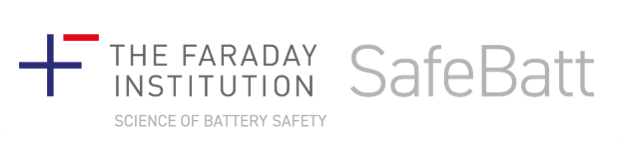 THE FARADAY
INSTITUTION
SCIENCE OF BATTERY SAFETY
SafeBatt